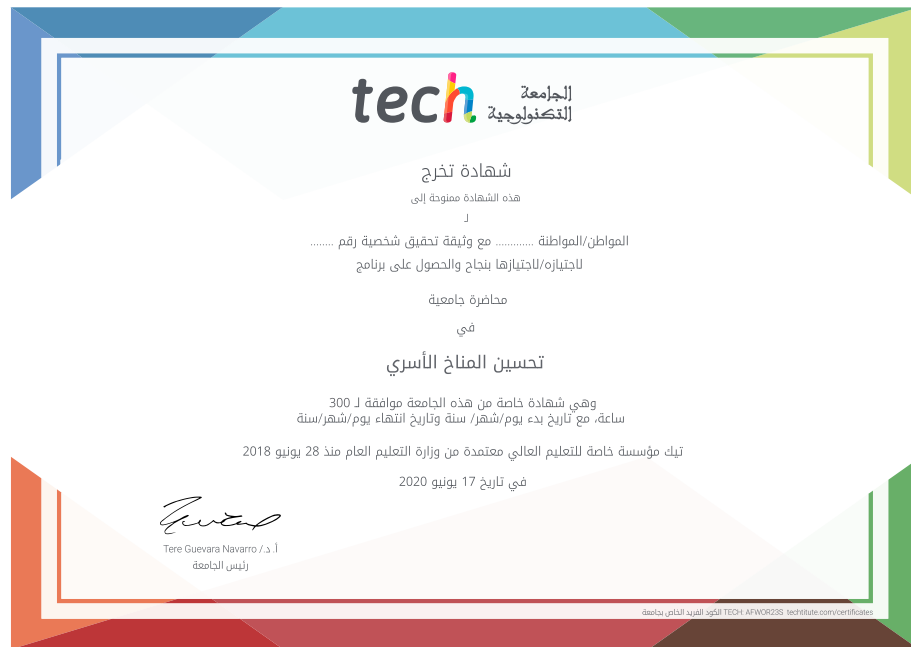 tech الجامعة
التكنولوجية
شهادة تخرج
هذه الشهادة ممنوحة إلى
لـ
المواطن/المواطنة ............. مع وثيقة تحقيق شخصية رقم ........
لاجتيازه/لاجتيازها بنجاح والحصول على برنامج
محاضرة جامعية
في
تحسين المناخ الأسري
وهي شهادة خاصة من هذه الجامعة موافقة لـ 300
ساعة، مع تاريخ بدء يوم/شهر/ سنة وتاريخ انتهاء يوم/شهر/سنة
تيك مؤسسة خاصة للتعليم العالي معتمدة من وزارة التعليم العام منذ 28 يونيو 2018
في تاريخ 17 يونيو 2020
أ. د./ Tere Guevara Navarro
رئيس الجامعة
الكود الفريد الخاص بجامعة TECH: AFWOR23S techtitute.com/certificates